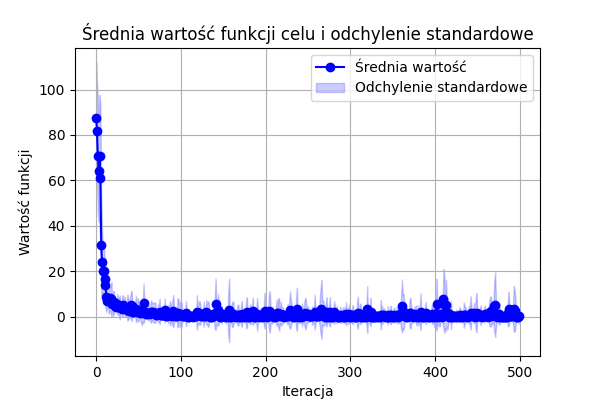 Średnia wartość funkcji celu i odchylenie standardowe
Średnia wartość
Odchylenie standardowe
Wartość funkcji
100
80
60
40
20
0
0 100 200 300 400 500
Iteracja